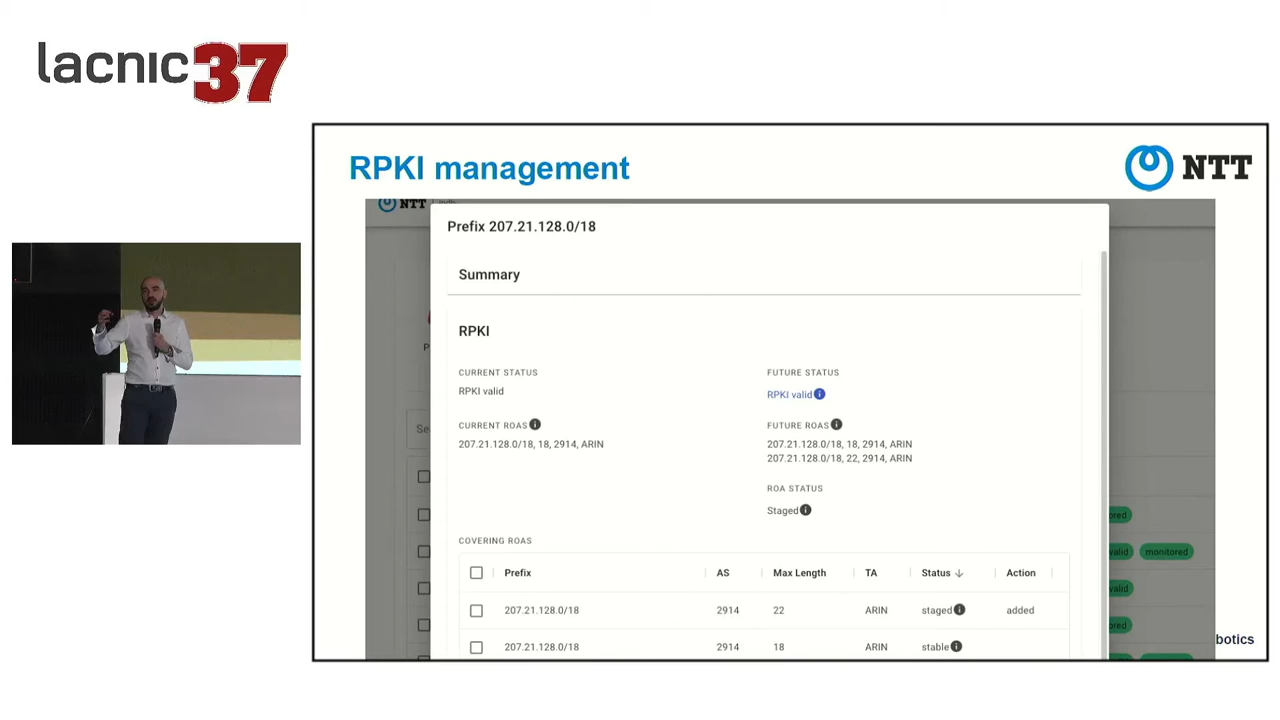 lacnic37
RPKI management
NTT
NTT
Prefix 207.21.128.0/18
Summary
RPKI
CURRENT STATUS
FUTURE STATUS
RPKI valid
RPKI valid
CURRENT ROAS
FUTURE ROAS
207.21.128.0/18, 18, 2914, ARIN
207.21.128.0/18, 18, 2914, ARIN
207.21.128.0/18, 22, 2914, ARIN
ROA STATUS
Staged
COVERING ROAS
Prefix AS Max Length TA Status Action
207.21.128.0/18 2914 22 ARIN staged added
207.21.128.0/18 2914 18 ARIN stable
monitored